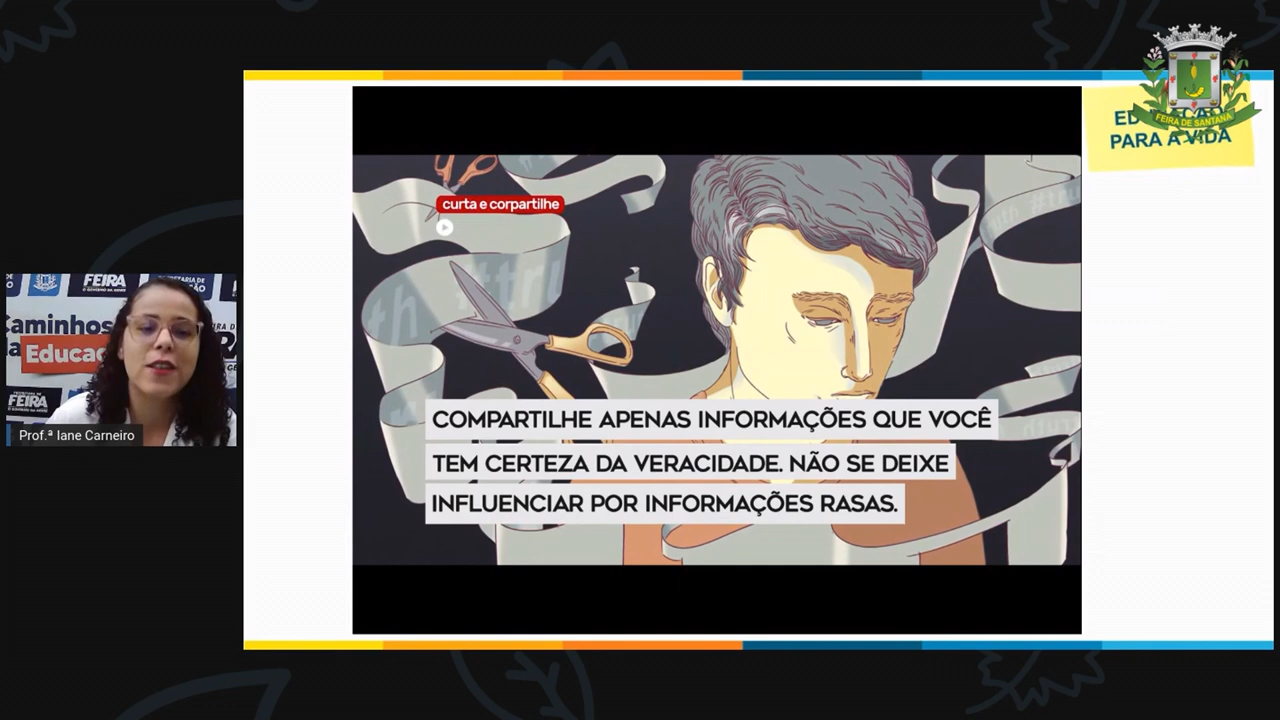 FEIRA DE SANTANA
PARA A VIDA
curta e corpartilhe
COMPARTILHE APENAS INFORMAÇÕES QUE VOCÊ
TEM CERTEZA DA VERACIDADE. NÃO SE DEIXE
INFLUENCIAR POR INFORMAÇÕES RASAS.
FEIRA
Caminhos
Educaç
FEIRA
Prof.ª Iane Carneiro